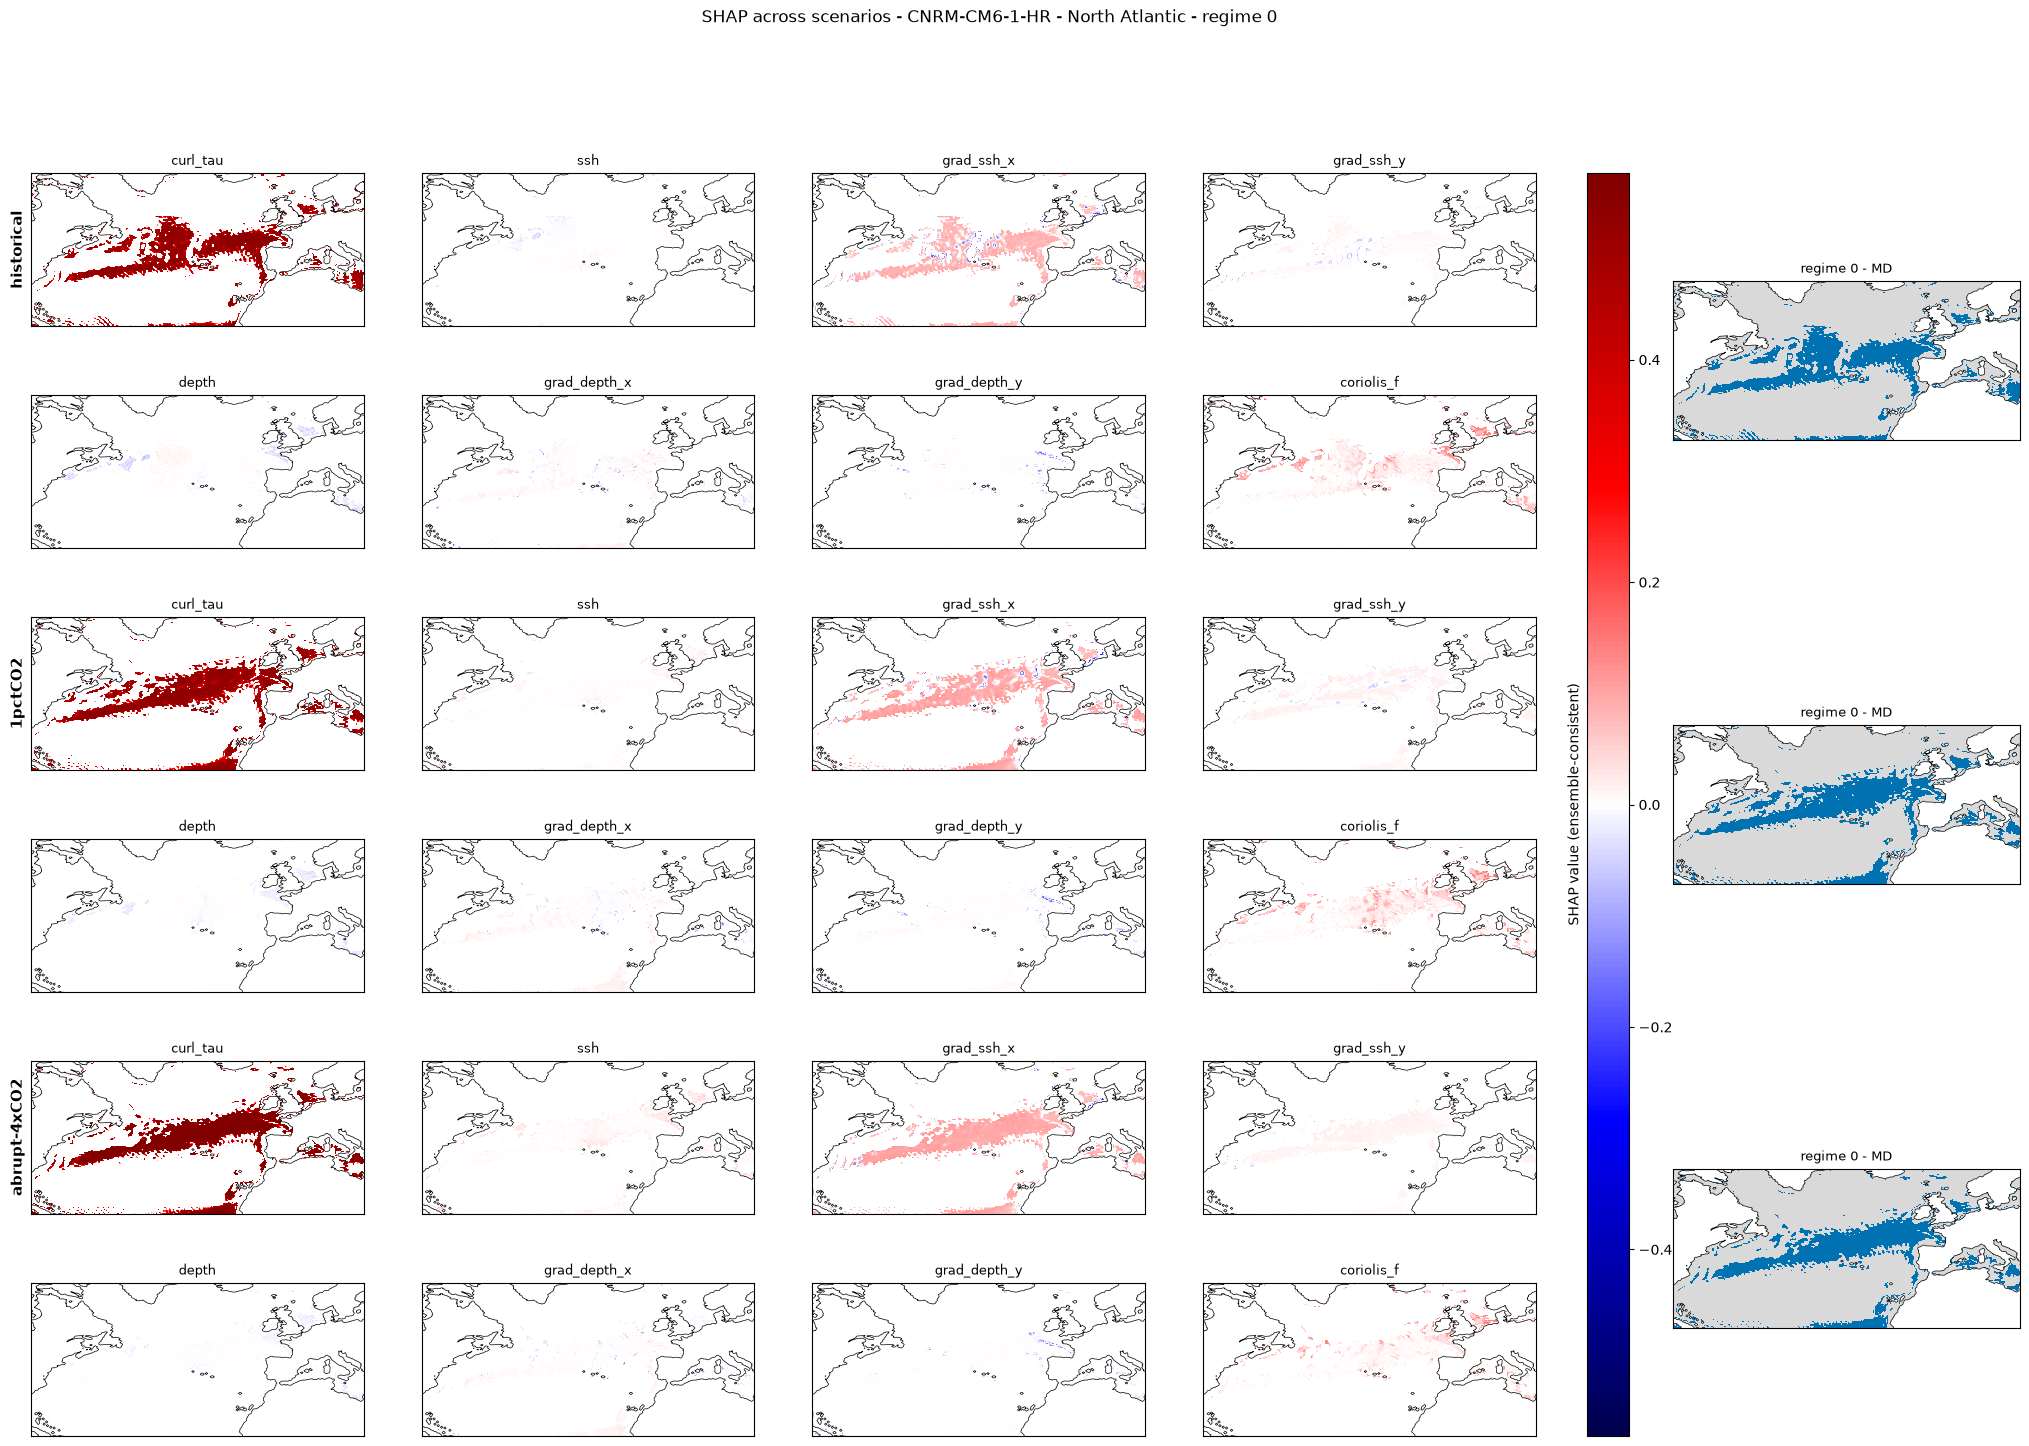 SHAP across scenarios - CNRM-CM6-1-HR - North Atlantic - regime 0
historical
curl_tau
ssh
grad_ssh_x
grad_ssh_y
depth
grad_depth_x
grad_depth_y
coriolis_f
1pctCO2
curl_tau
ssh
grad_ssh_x
grad_ssh_y
depth
grad_depth_x
grad_depth_y
coriolis_f
abrupt-4xCO2
curl_tau
ssh
grad_ssh_x
grad_ssh_y
depth
grad_depth_x
grad_depth_y
coriolis_f
SHAP value (ensemble-consistent)
0.4
0.2
0.0
−0.2
−0.4
regime 0 - MD
regime 0 - MD
regime 0 - MD